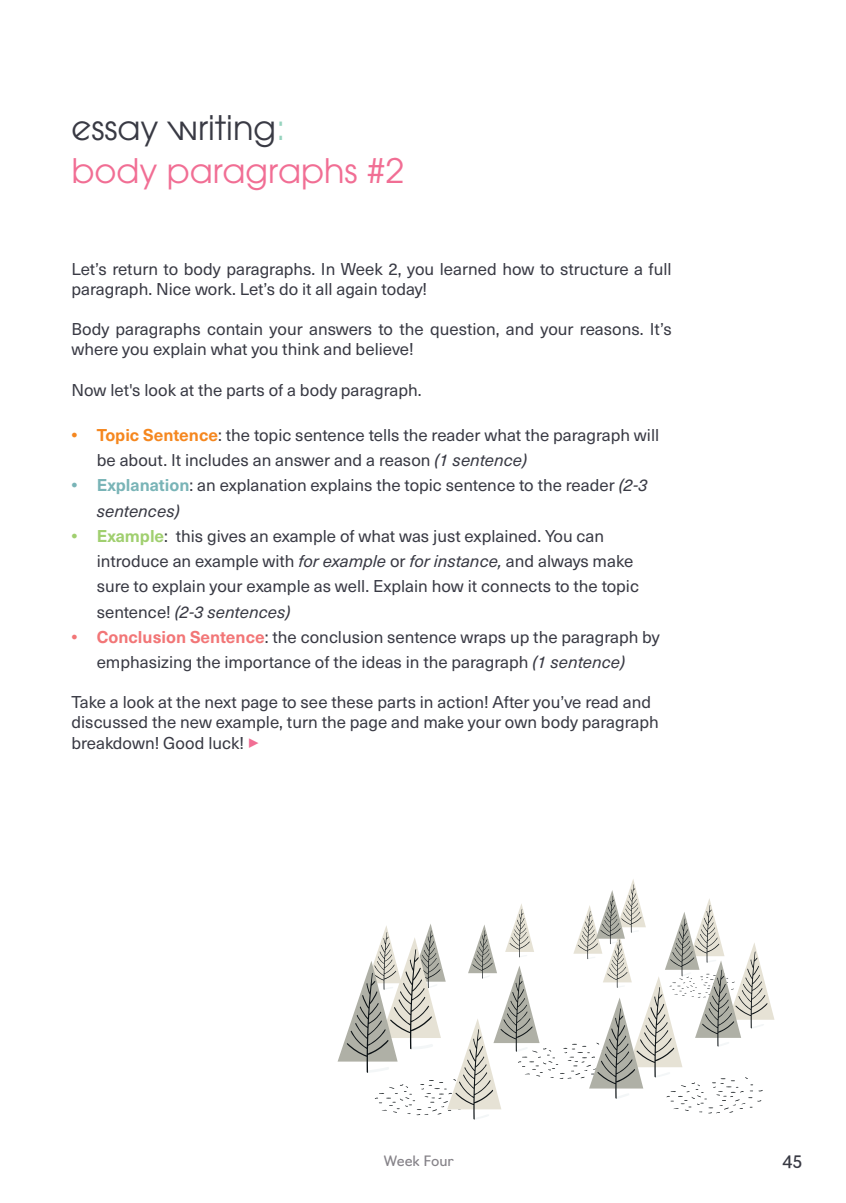 essay writing:
body paragraphs #2
Let’s return to body paragraphs. In Week 2, you learned how to structure a full
paragraph. Nice work. Let’s do it all again today!
Body paragraphs contain your answers to the question, and your reasons. It’s
where you explain what you think and believe!
Now let's look at the parts of a body paragraph.
• Topic Sentence: the topic sentence tells the reader what the paragraph will
be about. It includes an answer and a reason (1 sentence)
• Explanation: an explanation explains the topic sentence to the reader (2-3
sentences)
• Example: this gives an example of what was just explained. You can
introduce an example with for example or for instance, and always make
sure to explain your example as well. Explain how it connects to the topic
sentence! (2-3 sentences)
• Conclusion Sentence: the conclusion sentence wraps up the paragraph by
emphasizing the importance of the ideas in the paragraph (1 sentence)
Take a look at the next page to see these parts in action! After you’ve read and
discussed the new example, turn the page and make your own body paragraph
breakdown! Good luck! ▶
Week Four
45